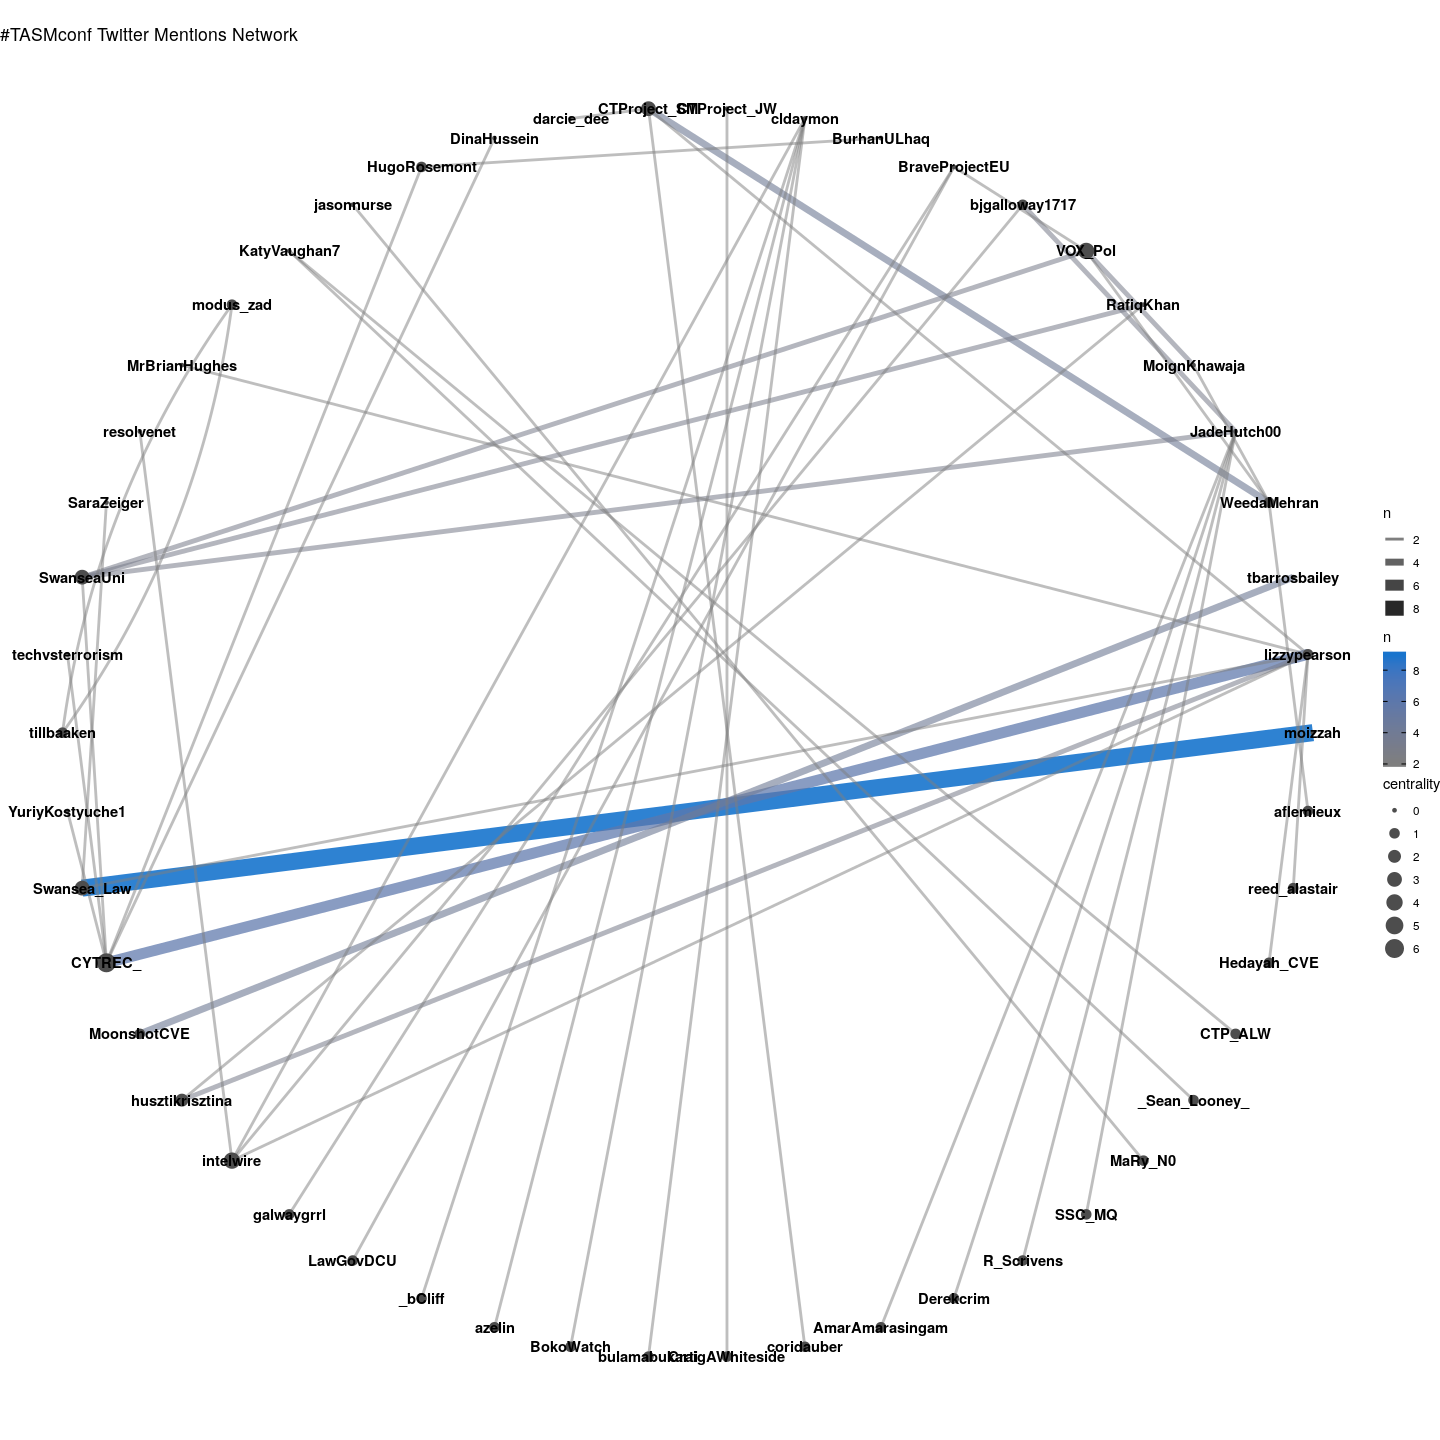 #TASMconf Twitter Mentions Network
CTProject_SM
CTProject_JW
darcie_dee
cldaymon
DinaHussein
BurhanULhaq
HugoRosemont
BraveProjectEU
jasonnurse
bjgalloway1717
KatyVaughan7
VOX_Pol
modus_zad
RafiqKhan
MrBrianHughes
MoignKhawaja
resolvenet
JadeHutch00
SaraZeiger
WeedaMehran
n
2
4
6
8
SwanseaUni
tbarrosbailey
n
8
6
4
2
techvsterrorism
lizzypearson
tillbaaken
moizzah
centrality
0
1
2
3
4
5
6
YuriyKostyuche1
aflemieux
Swansea_Law
reed_alastair
CYTREC_
Hedayah_CVE
MoonshotCVE
CTP_ALW
husztikrisztina
_Sean_Looney_
intelwire
MaRy_N0
galwaygrrl
SSC_MQ
LawGovDCU
R_Scrivens
_bCliff
Derekcrim
azelin
AmarAmarasingam
BokoWatch
coridauber
bulamabukarti
CraigAWhiteside